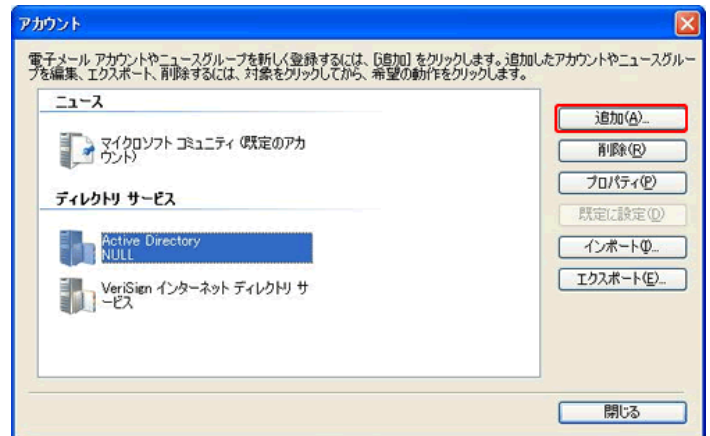 アカウント
電子メール アカウントやニュースグループを新しく登録するには、[追加] をクリックします。追加したアカウントやニュースグルー
プを編集、エクスポート、削除するには、対象をクリックしてから、希望の動作をクリックします。
ニュース
マイクロソフト コミュニティ (既定のアカ
ウント)
ディレクトリ サービス
Active Directory
NULL
VeriSign インターネット ディレクトリ サ
ービス
追加(A)...
削除(R)
プロパティ(P)
既定に設定(D)
インポート(I)...
エクスポート(E)...
閉じる